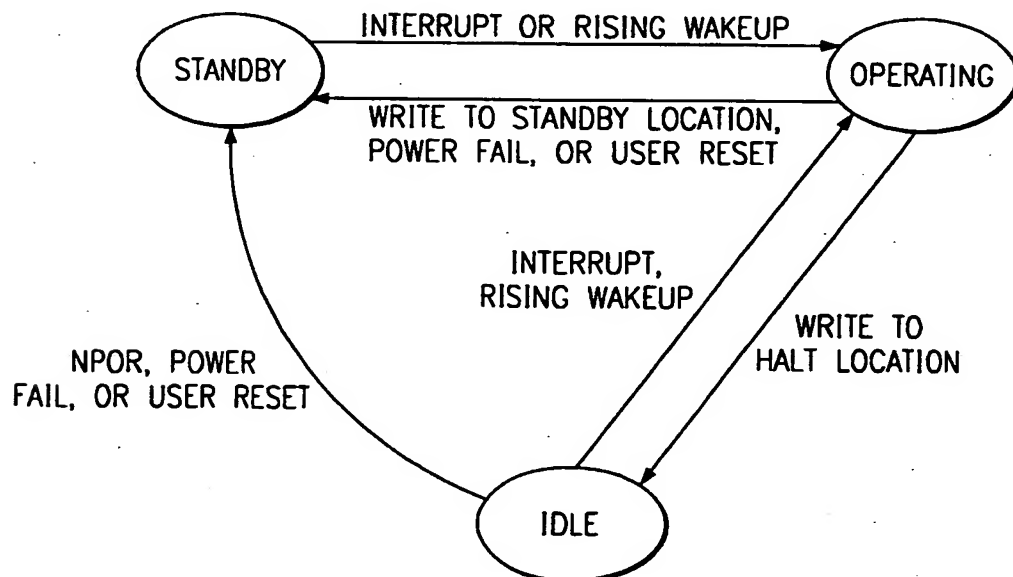 INTERRUPT OR RISING WAKEUP
STANDBY
OPERATING
WRITE TO STANDBY LOCATION,
POWER FAIL, OR USER RESET
INTERRUPT,
RISING WAKEUP
WRITE TO
HALT LOCATION
NPOR, POWER
FAIL, OR USER RESET
IDLE